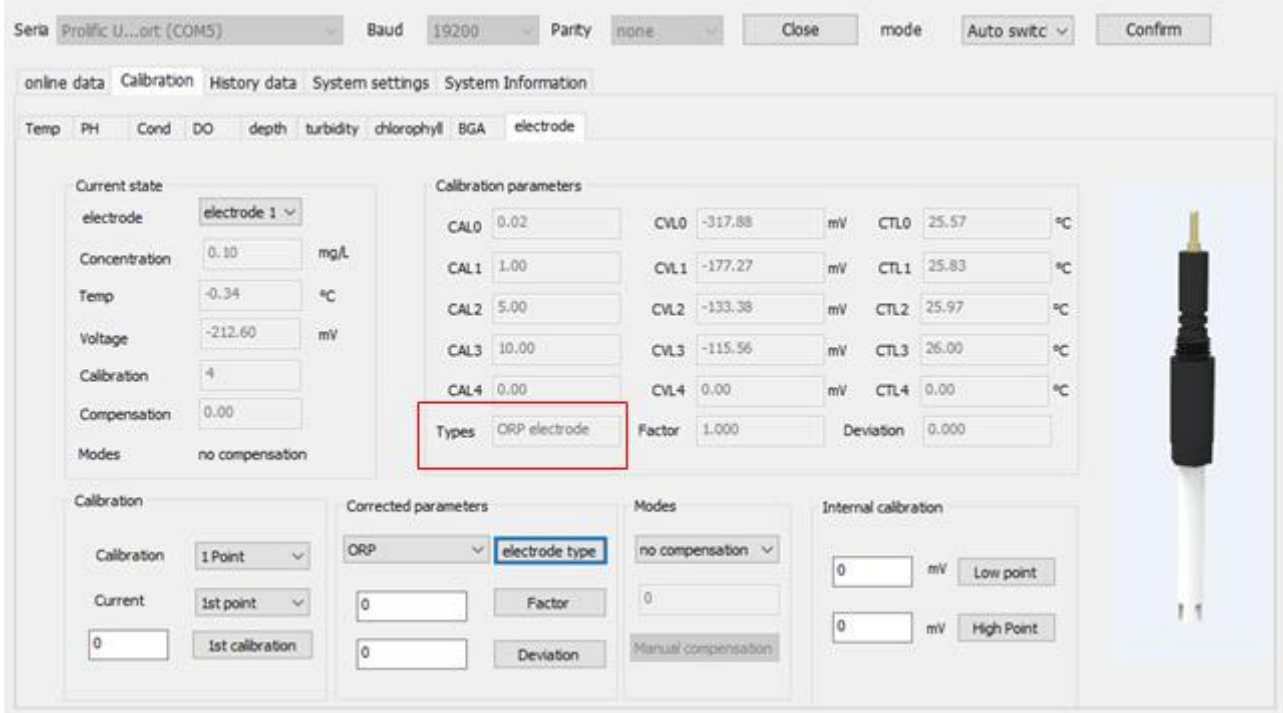 Seria Prolific U...ort (COM5) Baud 19200 Parity none Close mode Auto switc Confirm
online data Calibration History data System settings System Information
Temp PH Cond DO depth turbidity chlorophyll BGA electrode
Current state
electrode electrode 1
Concentration 0.10 mg/L
Temp -0.34 ºC
Voltage -212.60 mV
Calibration 4
Compensation 0.00
Modes no compensation
Calibration parameters
CAL0 0.02 CVL0 -317.88 mV CTL0 25.57 ºC
CAL1 1.00 CVL1 -177.27 mV CTL1 25.83 ºC
CAL2 5.00 CVL2 -133.38 mV CTL2 25.97 ºC
CAL3 10.00 CVL3 -115.56 mV CTL3 26.00 ºC
CAL4 0.00 CVL4 0.00 mV CTL4 0.00 ºC
Types ORP electrode Factor 1.000 Deviation 0.000
Calibration
Calibration 1 Point
Current 1st point
0 1st calibration
Corrected parameters
ORP electrode type
0 Factor
0 Deviation
Modes
no compensation
0
Manual compensation
Internal calibration
0 mV Low point
0 mV High Point